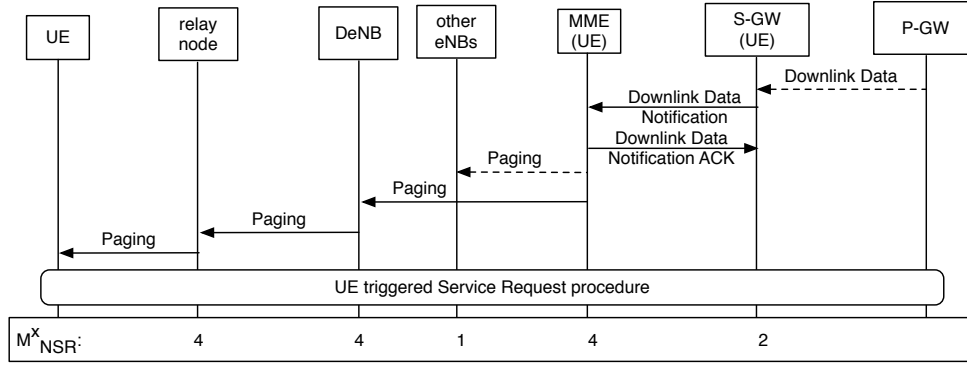 UE
relay
node
DeNB
other
eNBs
MME
(UE)
S-GW
(UE)
P-GW
Downlink Data
Downlink Data
Notification
Downlink Data
Notification ACK
Paging
Paging
Paging
Paging
UE triggered Service Request procedure
M^x_NSR: 4 4 1 4 2